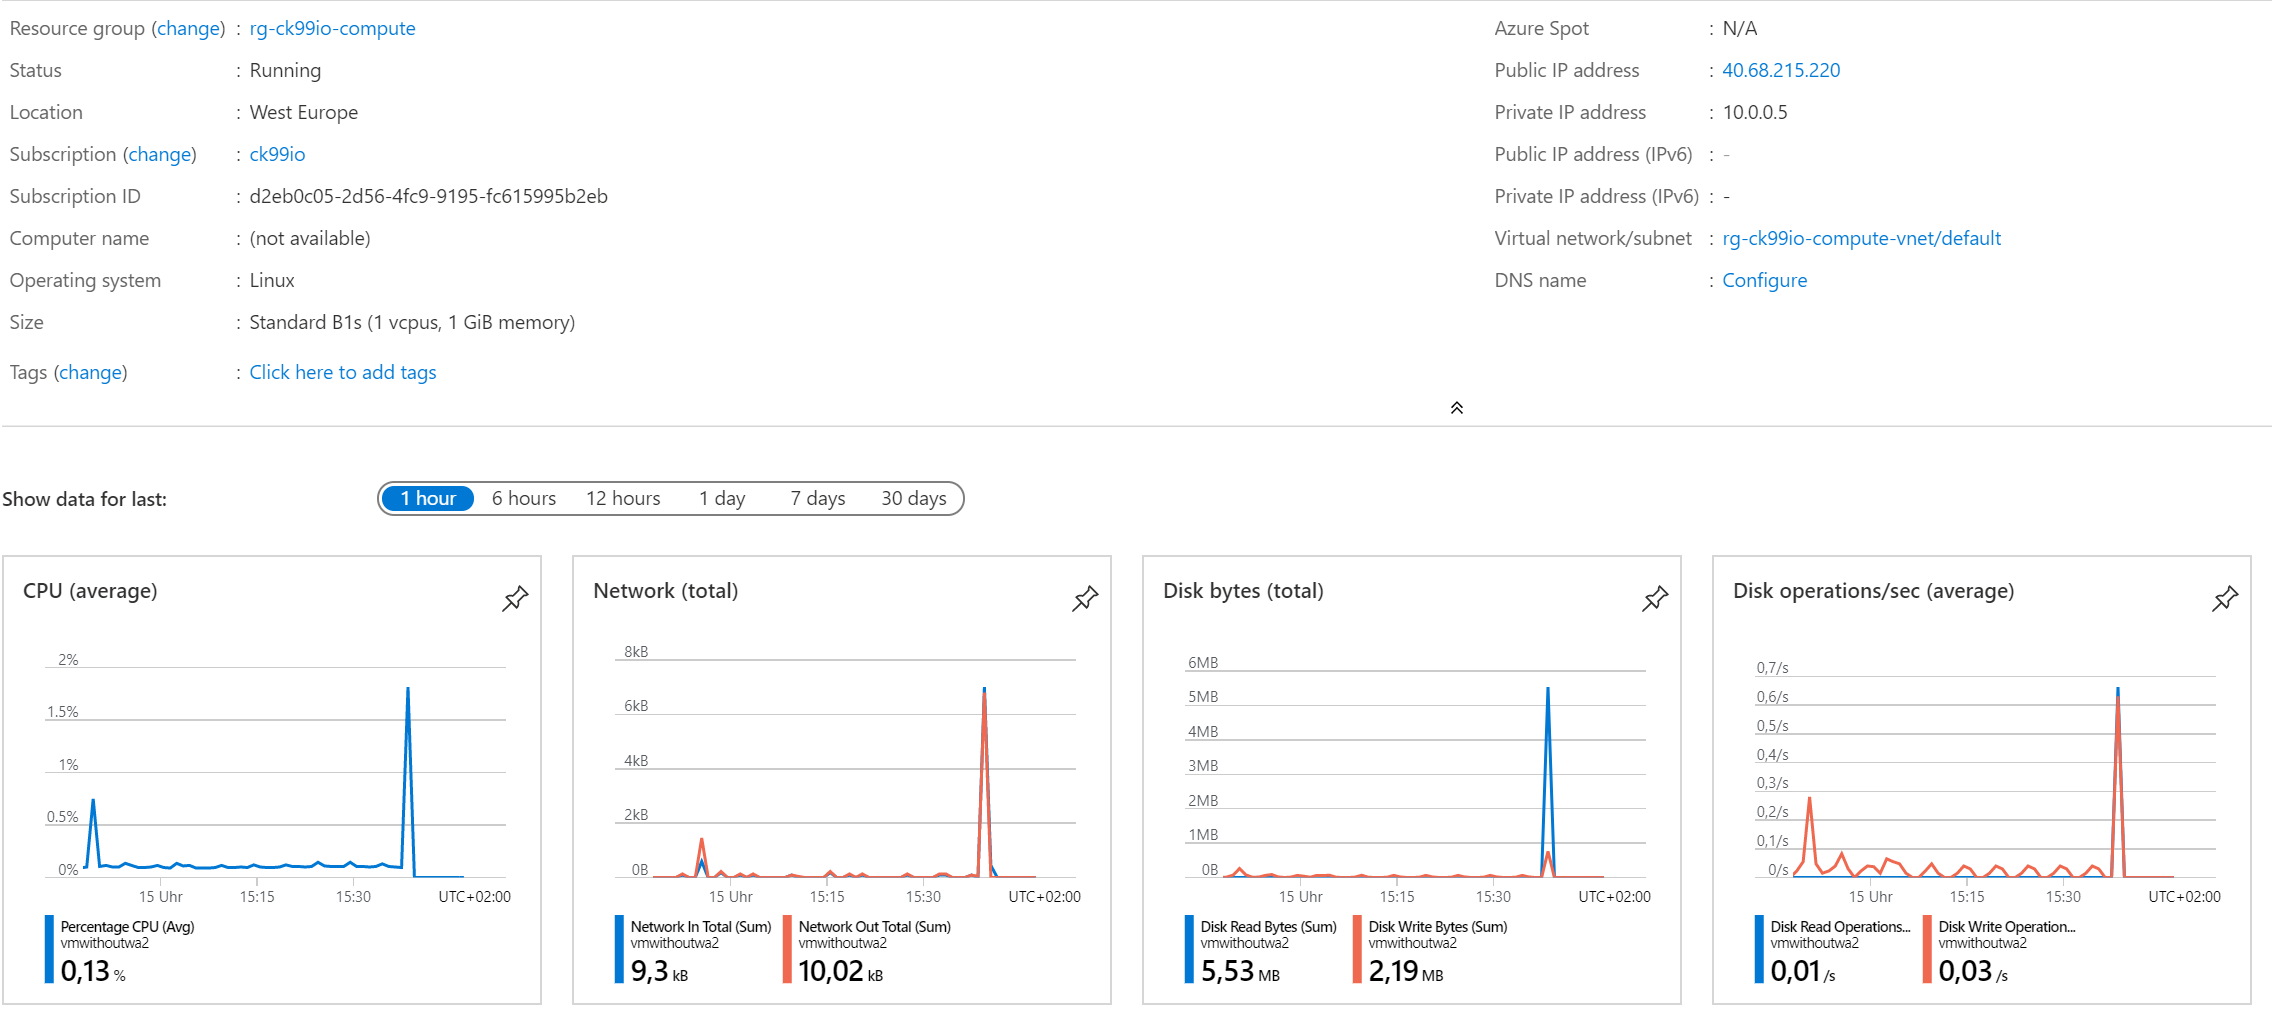 Resource group (change) : rg-ck99io-compute
Status : Running
Location : West Europe
Subscription (change) : ck99io
Subscription ID : d2eb0c05-2d56-4fc9-9195-fc615995b2eb
Computer name : (not available)
Operating system : Linux
Size : Standard B1s (1 vcpus, 1 GiB memory)
Tags (change) : Click here to add tags
Azure Spot : N/A
Public IP address : 40.68.215.220
Private IP address : 10.0.0.5
Public IP address (IPv6) : -
Private IP address (IPv6) : -
Virtual network/subnet : rg-ck99io-compute-vnet/default
DNS name : Configure
Show data for last: 1 hour 6 hours 12 hours 1 day 7 days 30 days
CPU (average)
2%
1.5%
1%
0.5%
0%
15 Uhr 15:15 15:30 UTC+02:00
Percentage CPU (Avg)
vmwithoutwa2
0,13 %
Network (total)
8kB
6kB
4kB
2kB
0B
15 Uhr 15:15 15:30 UTC+02:00
Network In Total (Sum) Network Out Total (Sum)
vmwithoutwa2 vmwithoutwa2
9,3 kB 10,02 kB
Disk bytes (total)
6MB
5MB
4MB
3MB
2MB
1MB
0B
15 Uhr 15:15 15:30 UTC+02:00
Disk Read Bytes (Sum) Disk Write Bytes (Sum)
vmwithoutwa2 vmwithoutwa2
5,53 MB 2,19 MB
Disk operations/sec (average)
0,7/s
0,6/s
0,5/s
0,4/s
0,3/s
0,2/s
0,1/s
0/s
15 Uhr 15:15 15:30 UTC+02:00
Disk Read Operations... Disk Write Operation...
vmwithoutwa2 vmwithoutwa2
0,01 /s 0,03 /s